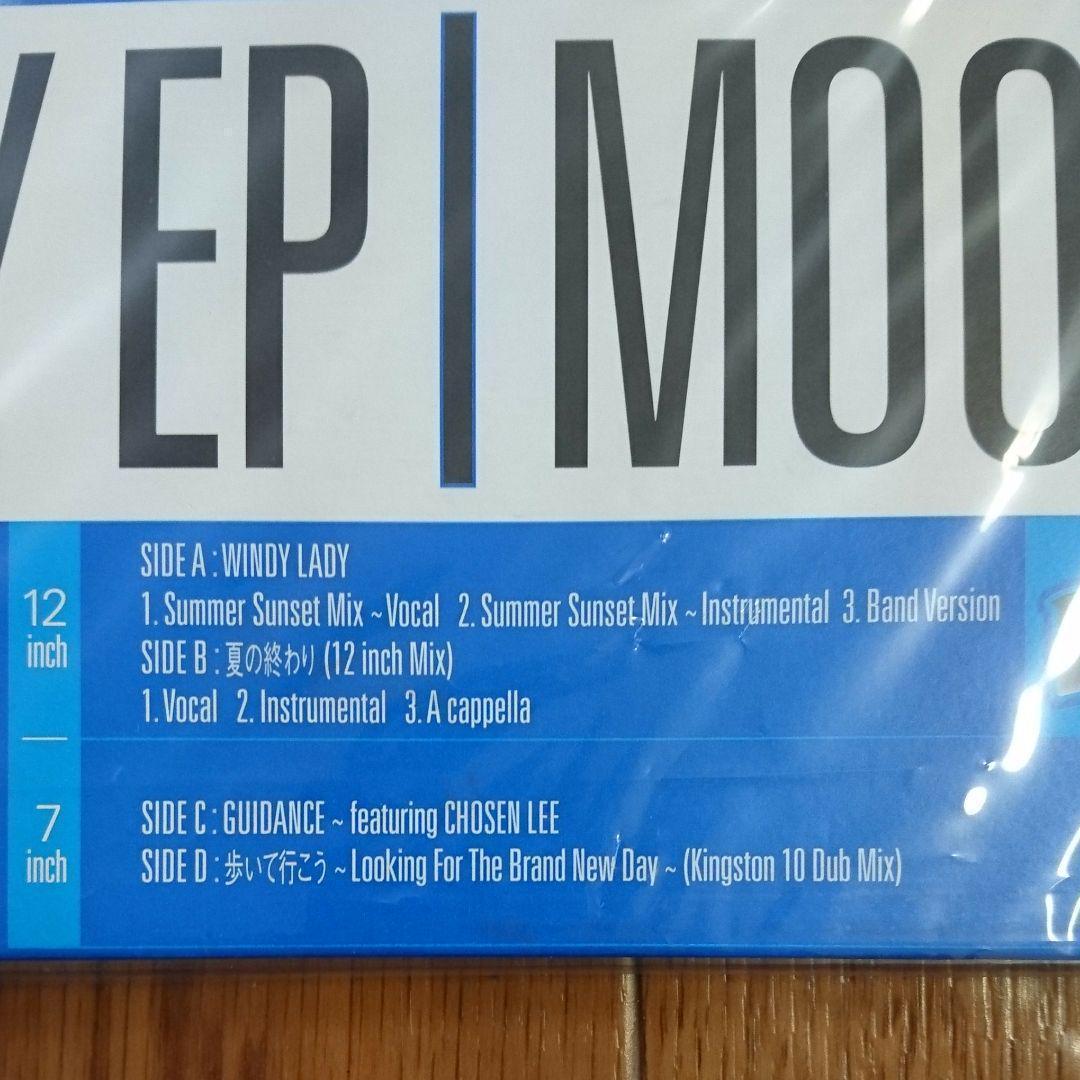 Y EP | MOO
12 inch
SIDE A : WINDY LADY
1. Summer Sunset Mix ~ Vocal 2. Summer Sunset Mix ~ Instrumental 3. Band Version
SIDE B : 夏の終わり (12 inch Mix)
1. Vocal 2. Instrumental 3. A cappella
7 inch
SIDE C : GUIDANCE ~ featuring CHOSEN LEE
SIDE D : 歩いて行こう ~ Looking For The Brand New Day ~ (Kingston 10 Dub Mix)